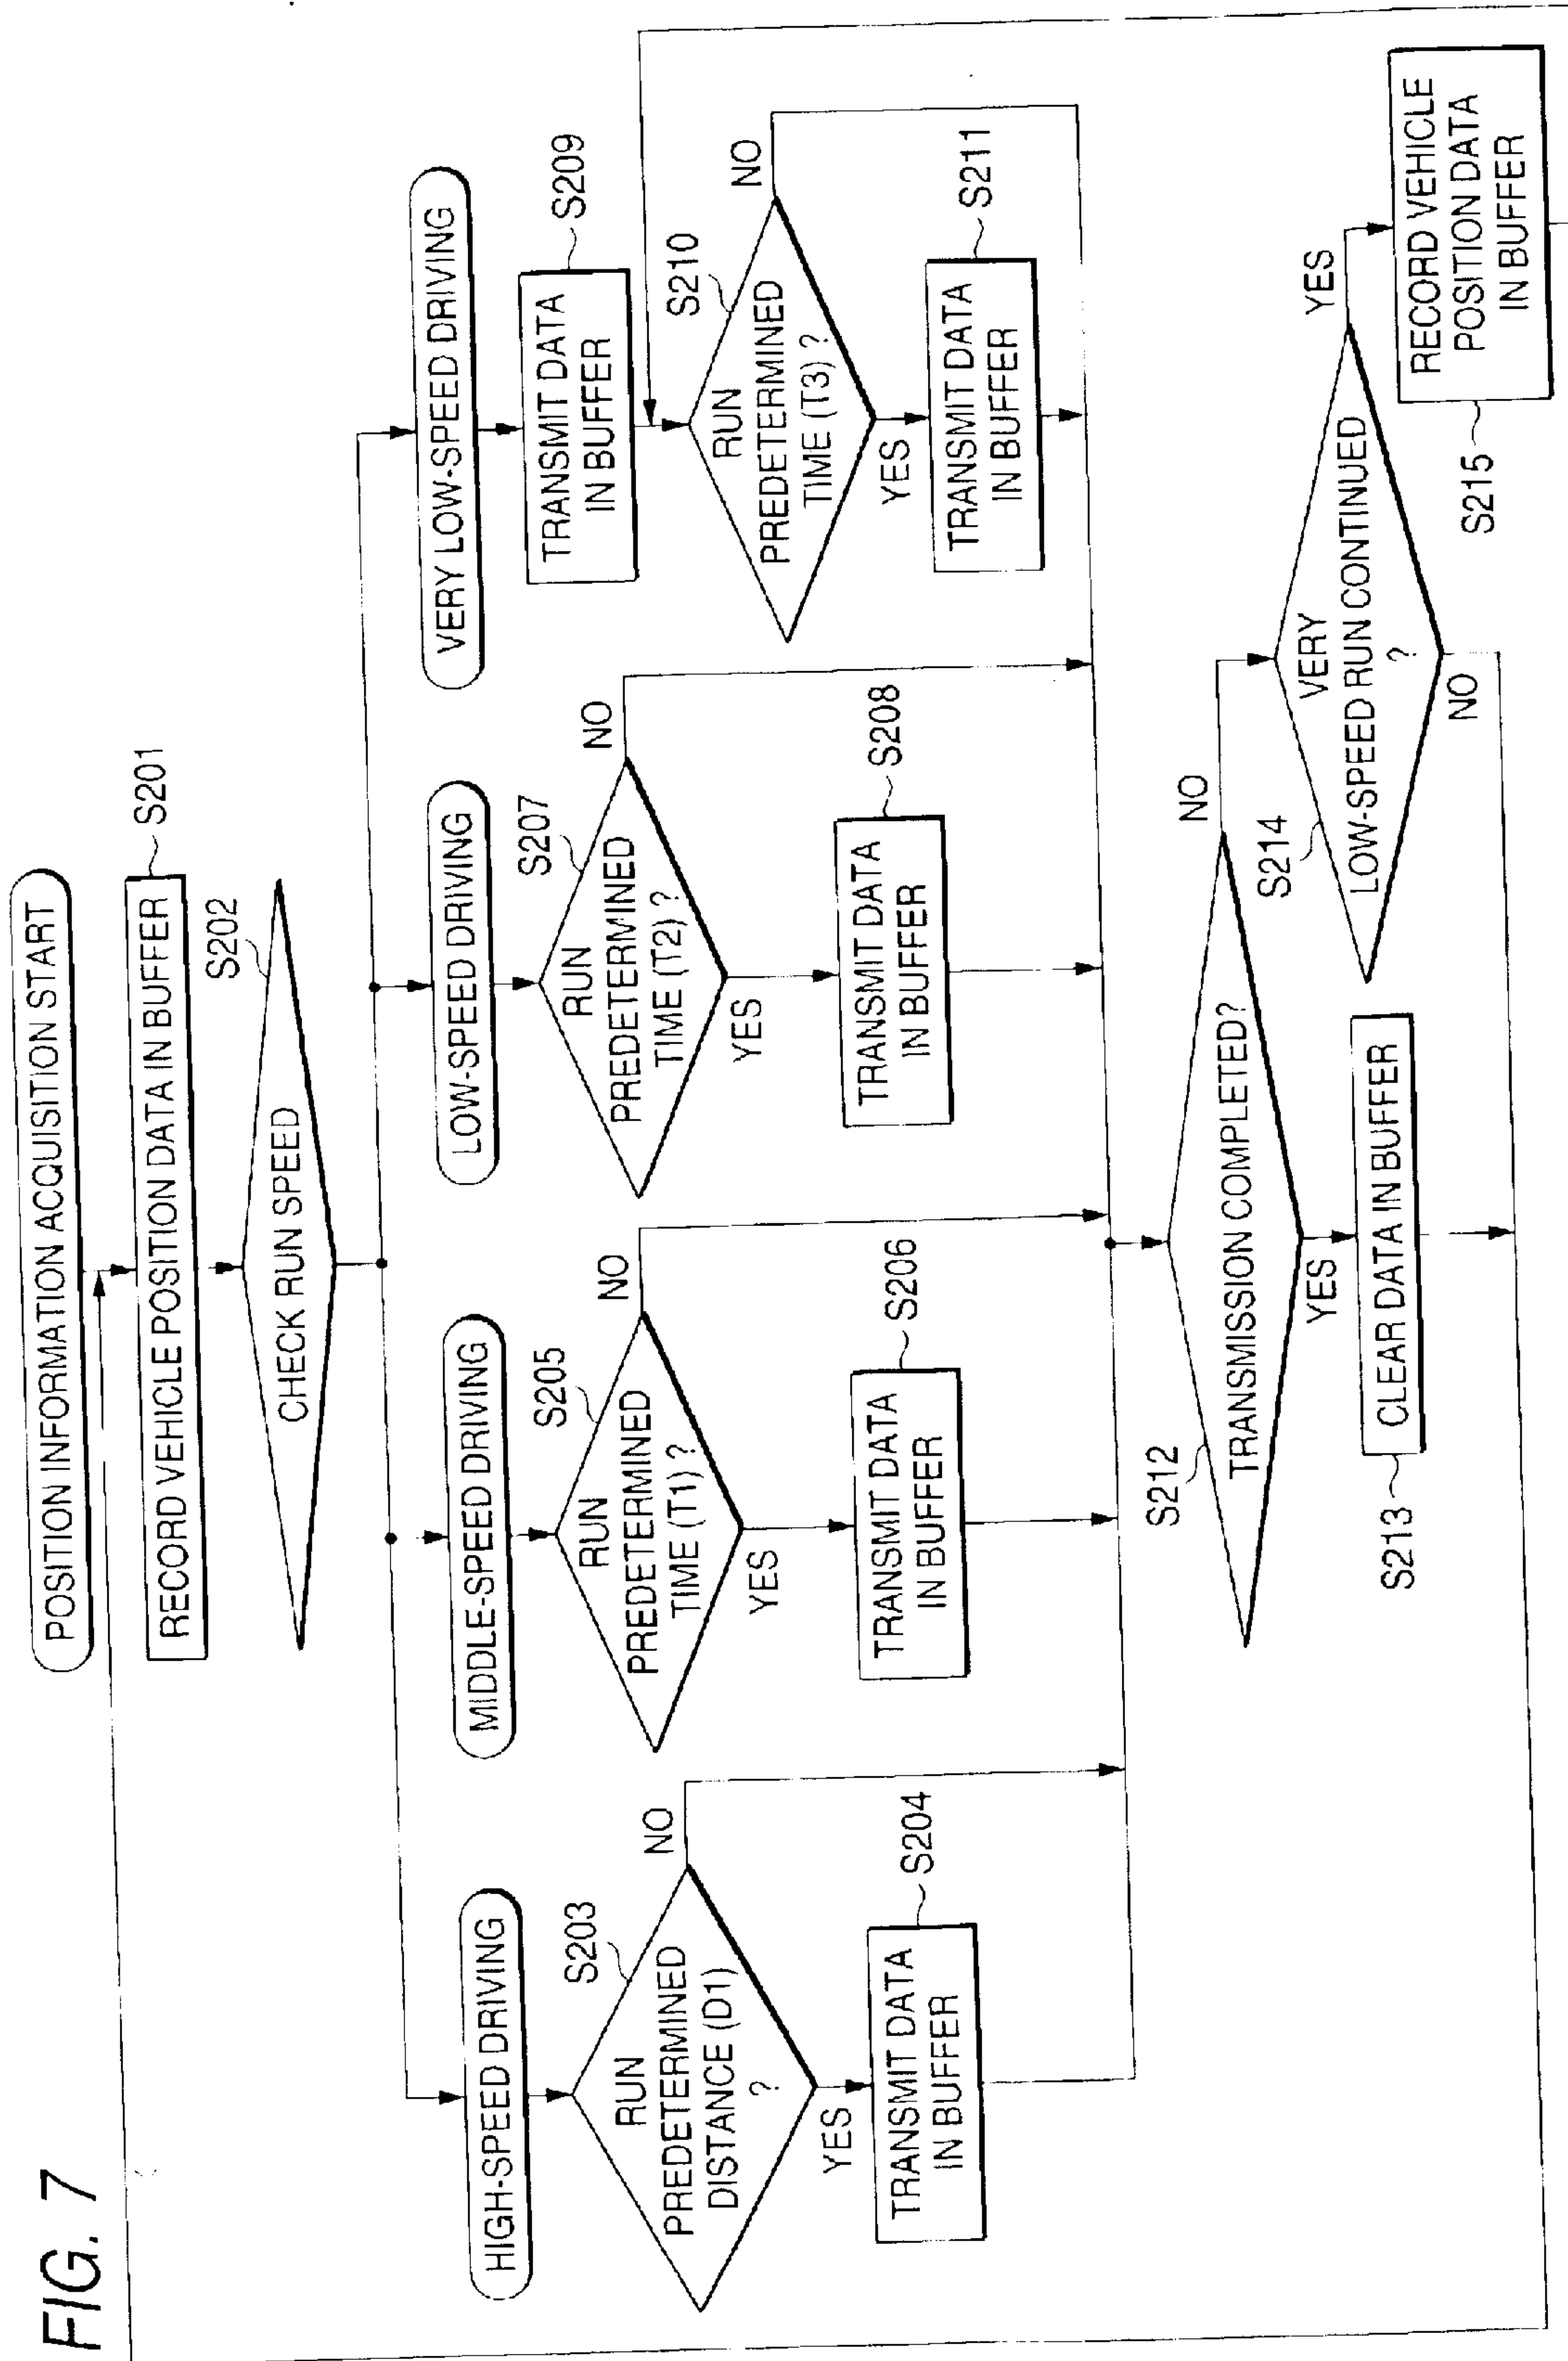 FIG. 7
POSITION INFORMATION ACQUISITION START
RECORD VEHICLE POSITION DATA IN BUFFER
S201
CHECK RUN SPEED
S202
HIGH-SPEED DRIVING
S203
RUN
PREDETERMINED
DISTANCE (D1)
?
NO
YES
TRANSMIT DATA
IN BUFFER
S204
MIDDLE-SPEED DRIVING
S205
RUN
PREDETERMINED
TIME (T1) ?
NO
YES
TRANSMIT DATA
IN BUFFER
S206
LOW-SPEED DRIVING
S207
RUN
PREDETERMINED
TIME (T2) ?
NO
YES
TRANSMIT DATA
IN BUFFER
S208
VERY LOW-SPEED DRIVING
TRANSMIT DATA
IN BUFFER
S209
S210
RUN
PREDETERMINED
TIME (T3) ?
NO
YES
TRANSMIT DATA
IN BUFFER
S211
S212
TRANSMISSION COMPLETED?
NO
YES
S213
CLEAR DATA IN BUFFER
S214
VERY
LOW-SPEED RUN CONTINUED
?
YES
NO
S215
RECORD VEHICLE
POSITION DATA
IN BUFFER